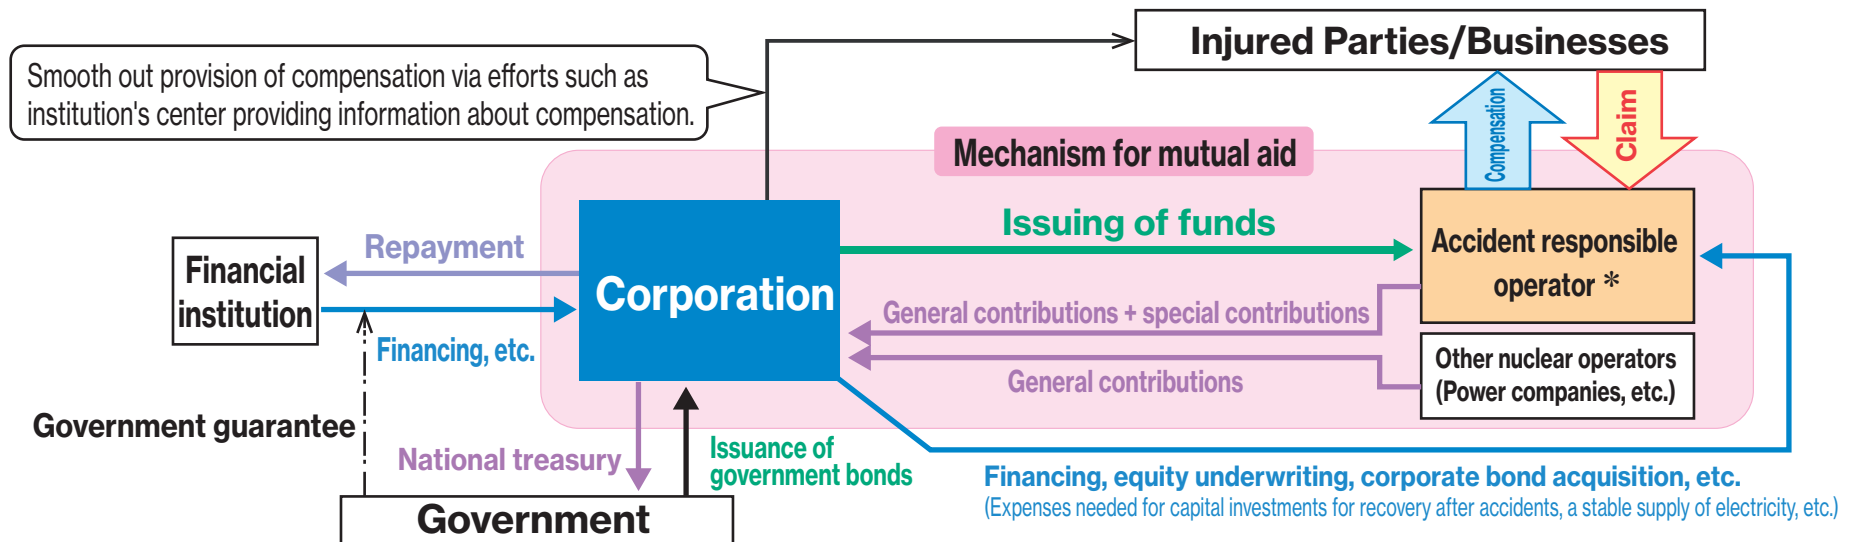 Injured Parties/Businesses
Smooth out provision of compensation via efforts such as
institution's center providing information about compensation.
Compensation
Claim
Mechanism for mutual aid
Issuing of funds
Accident responsible
operator *
Repayment
Financial
institution
Corporation
General contributions + special contributions
Financing, etc.
Other nuclear operators
(Power companies, etc.)
General contributions
Government guarantee
National treasury
Issuance of
government bonds
Financing, equity underwriting, corporate bond acquisition, etc.
(Expenses needed for capital investments for recovery after accidents, a stable supply of electricity, etc.)
Government